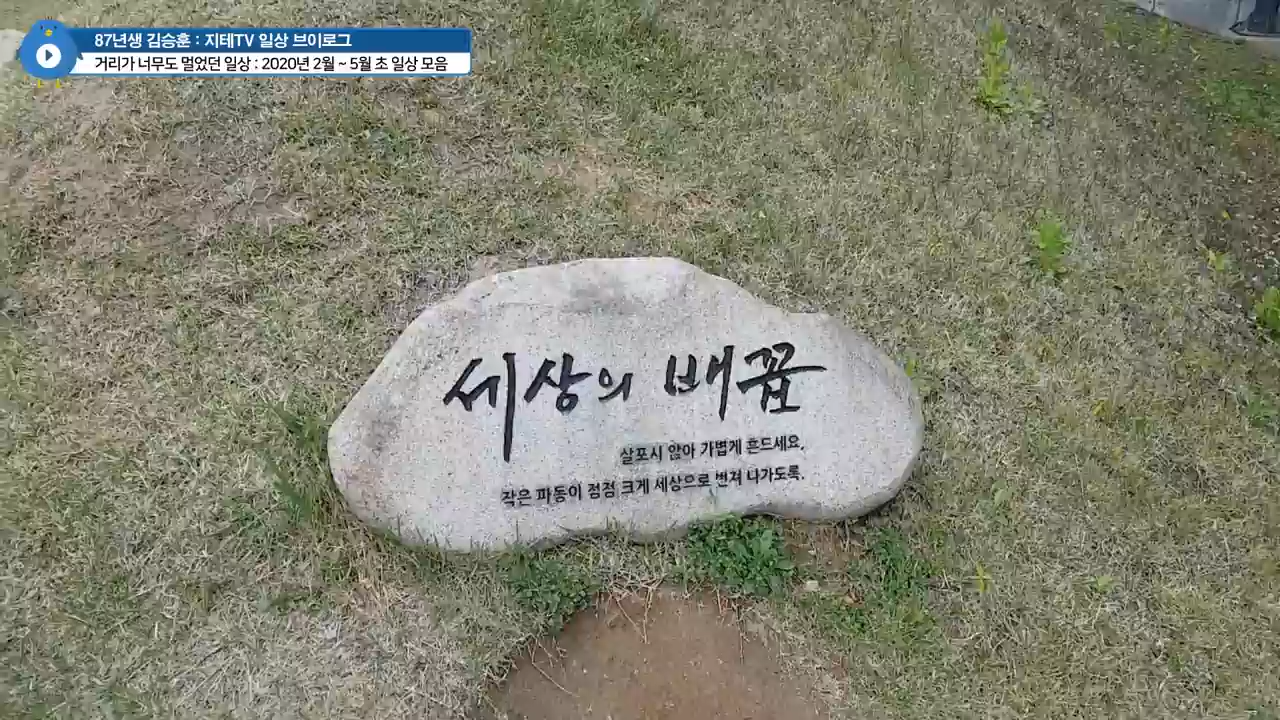 87년생 김승훈 : 지테TV 일상 브이로그
거리가 너무도 멀었던 일상 : 2020년 2월 ~ 5월 초 일상 모음
세상의 배꼽
살포시 앉아 가볍게 흔드세요.
작은 파동이 점점 크게 세상으로 번져 나가도록.